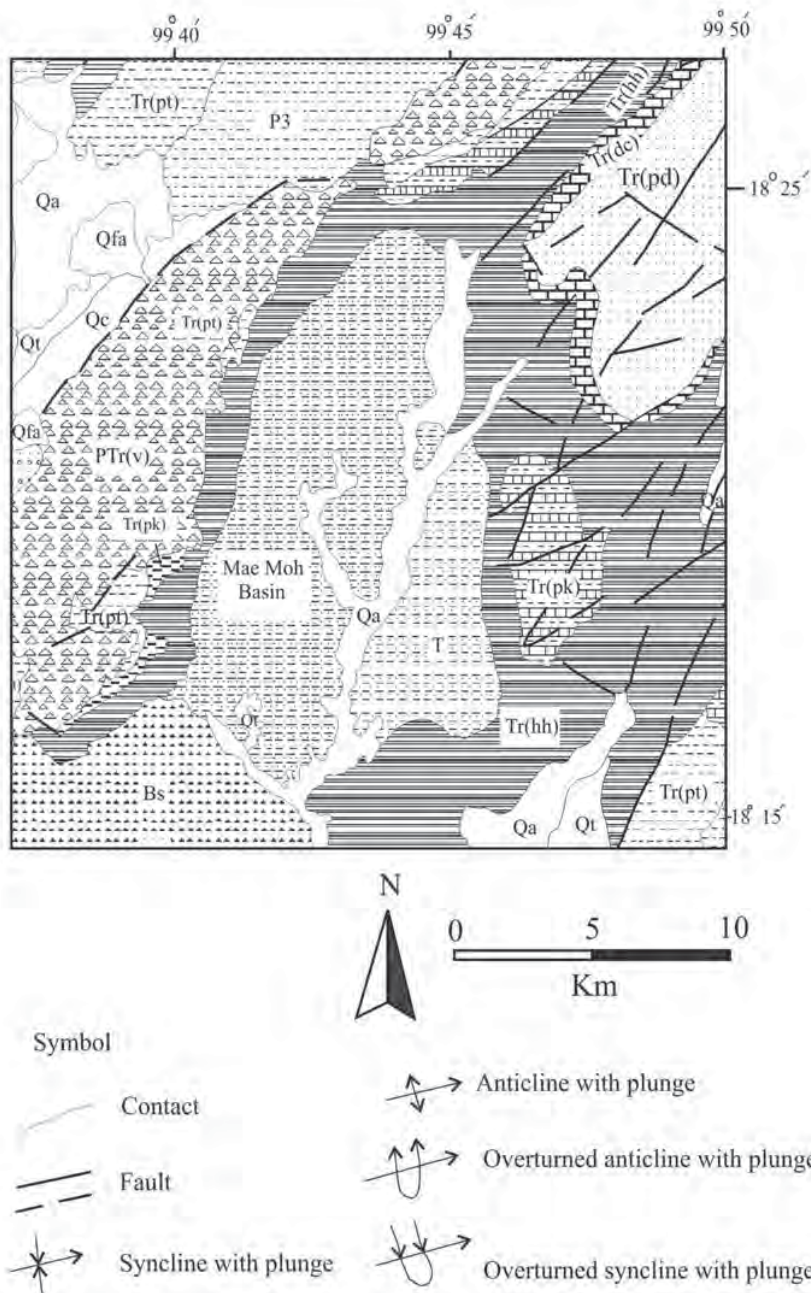 99°40´ 99°45´ 99°50´
Tr(hh)
Tr(pt)
P3
Tr(dc)
Tr(pd)
18°25´
Qa
Qfa
Qc
Tr(pt)
Qt
Qfa
PTr(v)
Tr(pk)
Mae Moh
Basin
Qa
Tr(pk)
Tr(pt)
T
Qt
Tr(hh)
Bs
Tr(pt)
18°15´
Qa
Qt
N
0 5 10
Km
Symbol
Contact
Anticline with plunge
Fault
Overturned anticline with plunge
Syncline with plunge
Overturned syncline with plunge